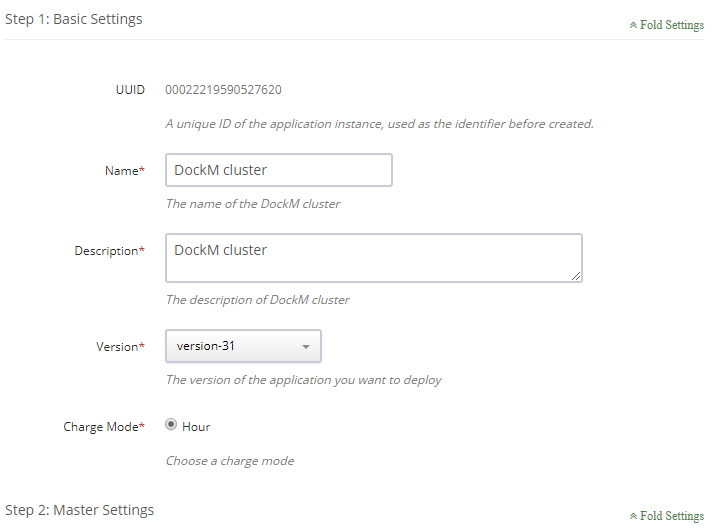 Step 1: Basic Settings
Fold Settings
UUID 00022219590527620
A unique ID of the application instance, used as the identifier before created.
Name* DockM cluster
The name of the DockM cluster
Description* DockM cluster
The description of DockM cluster
Version* version-31
The version of the application you want to deploy
Charge Mode* Hour
Choose a charge mode
Step 2: Master Settings
Fold Settings